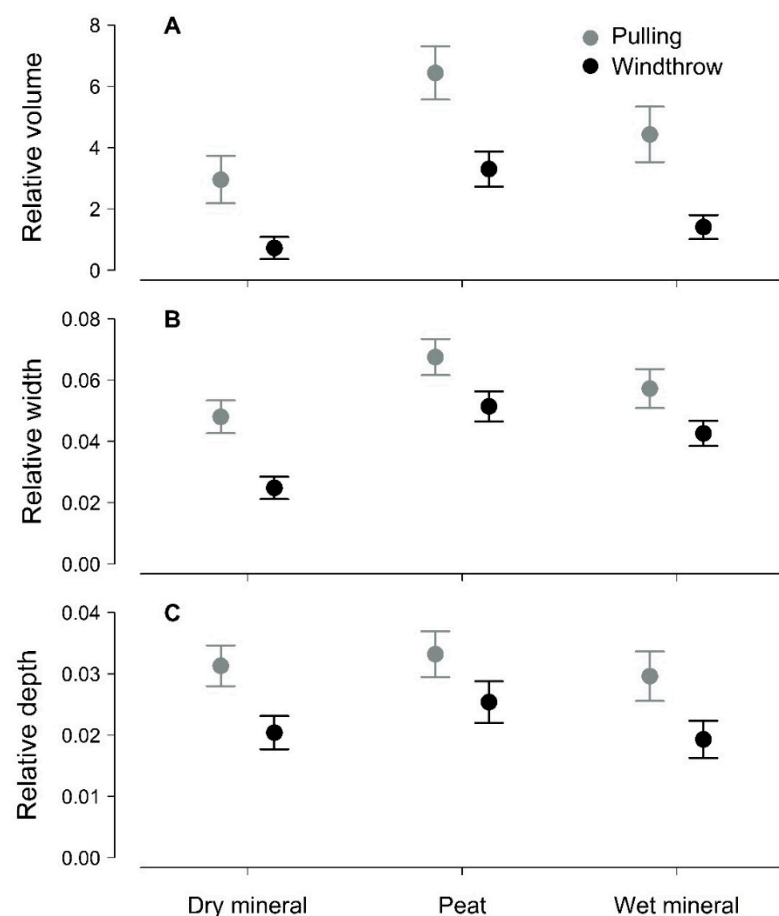 A
Pulling
Windthrow
Relative volume
8
6
4
2
0
B
Relative width
0.08
0.06
0.04
0.02
0.00
C
Relative depth
0.04
0.03
0.02
0.01
0.00
Dry mineral Peat Wet mineral